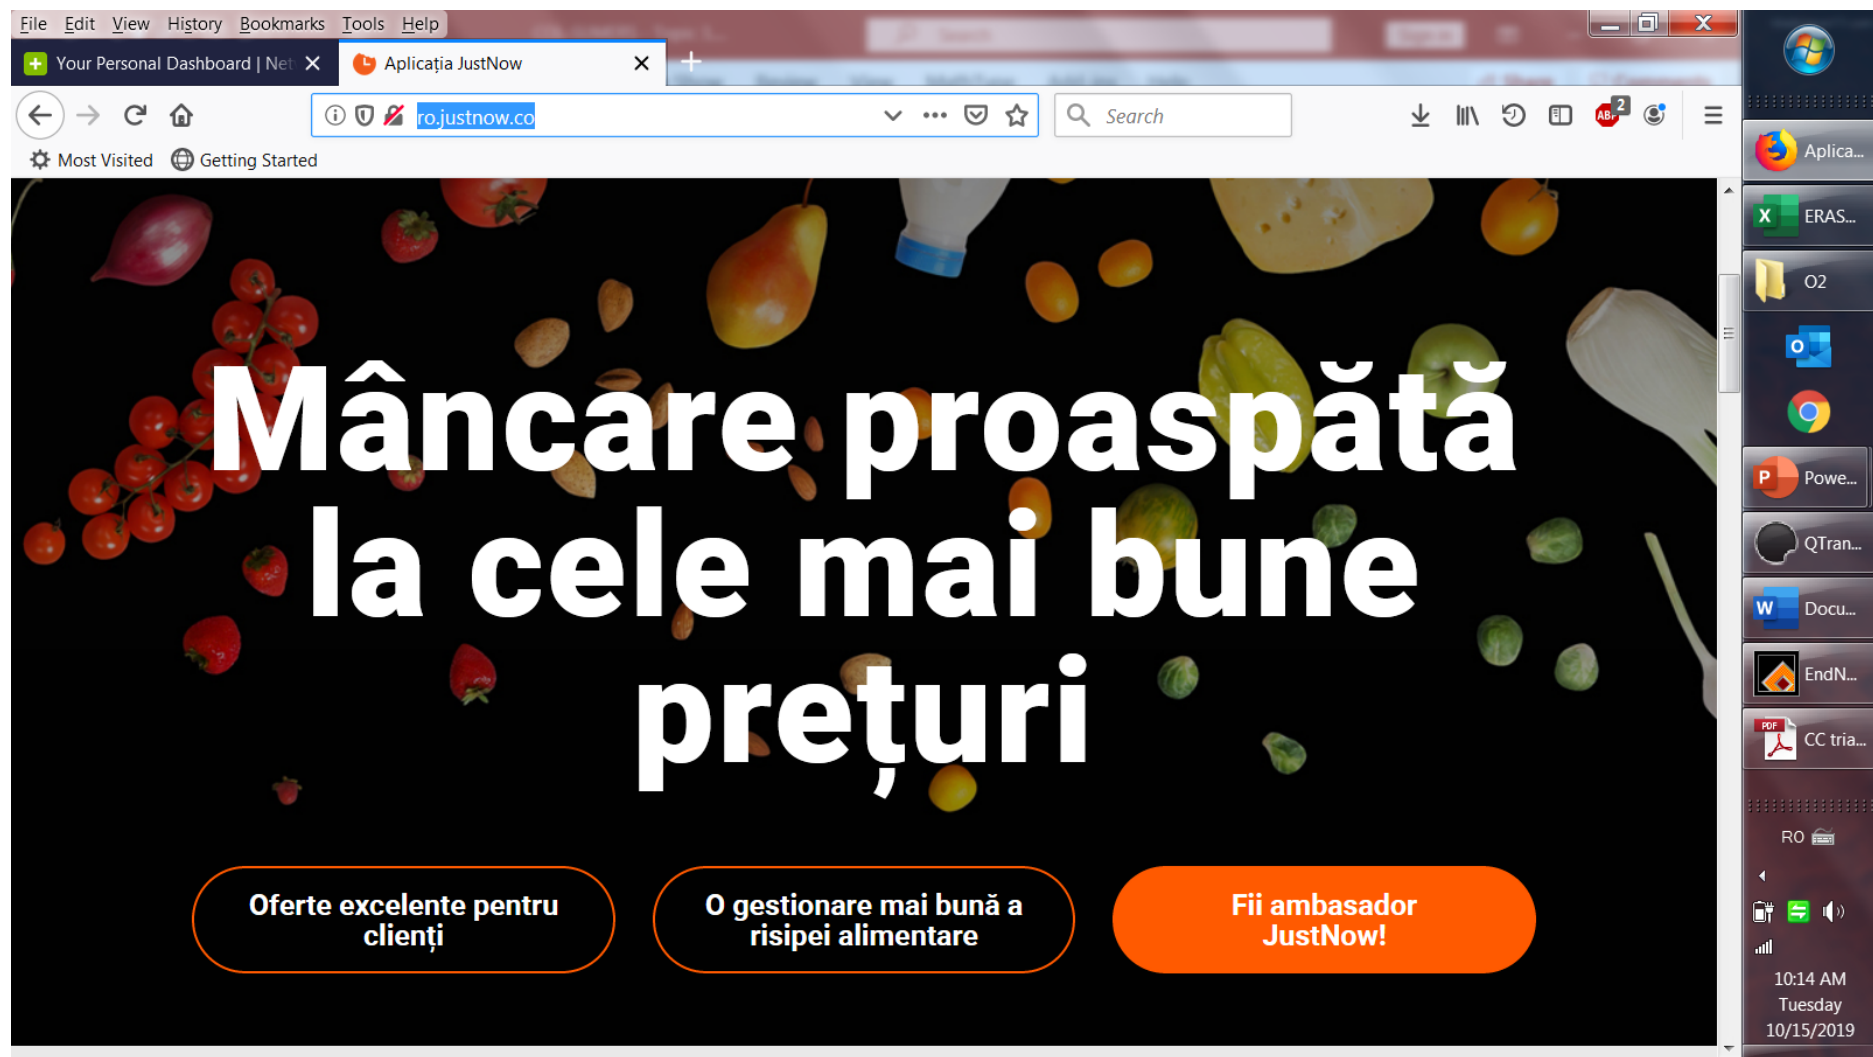 File Edit View History Bookmarks Tools Help
Your Personal Dashboard | Net
Aplicația JustNow
ro.justnow.co
Search
2
ABP
Most Visited Getting Started
Mâncare proaspătă
la cele mai bune
prețuri
Oferte excelente pentru
clienți
O gestionare mai bună a
risipei alimentare
Fii ambasador
JustNow!
Aplica...
ERAS...
O2
Powe...
QTran...
Docu...
EndN...
CC tria...
RO
10:14 AM
Tuesday
10/15/2019